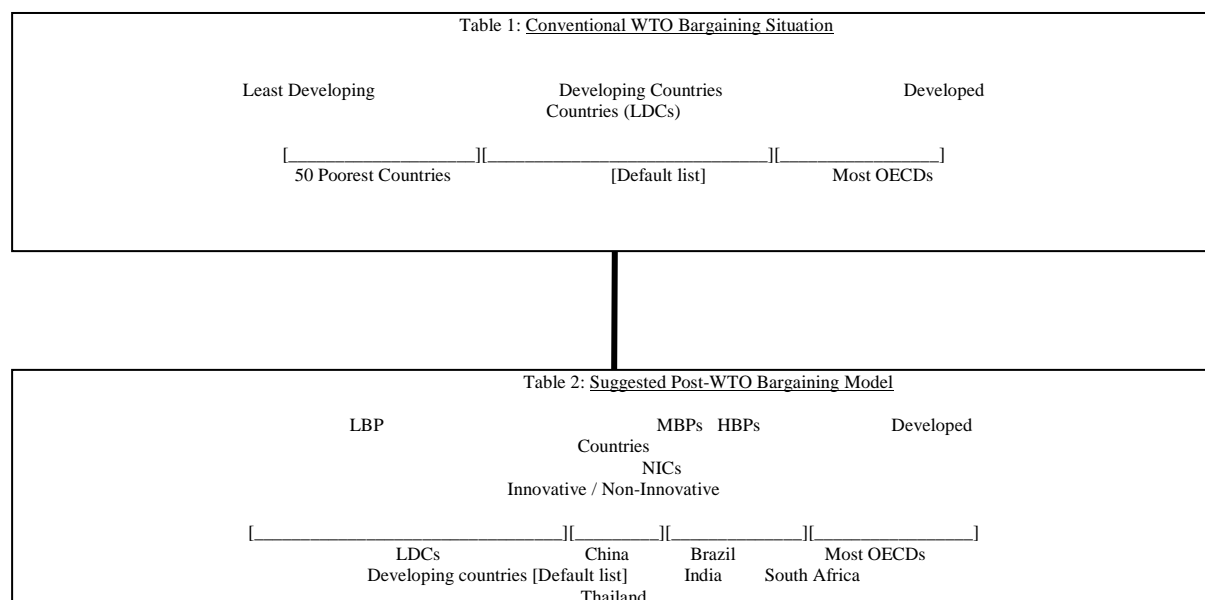 Table 1: Conventional WTO Bargaining Situation
Least Developing Developing Countries Developed
Countries (LDCs)
[____________________][______________________________][_________________]
50 Poorest Countries [Default list] Most OECDs
Table 2: Suggested Post-WTO Bargaining Model
LBP MBPs HBPs Developed
Countries
NICs
Innovative / Non-Innovative
[_________________________________][_________][______________][_________________]
LDCs China Brazil Most OECDs
Developing countries [Default list] India South Africa
Thailand